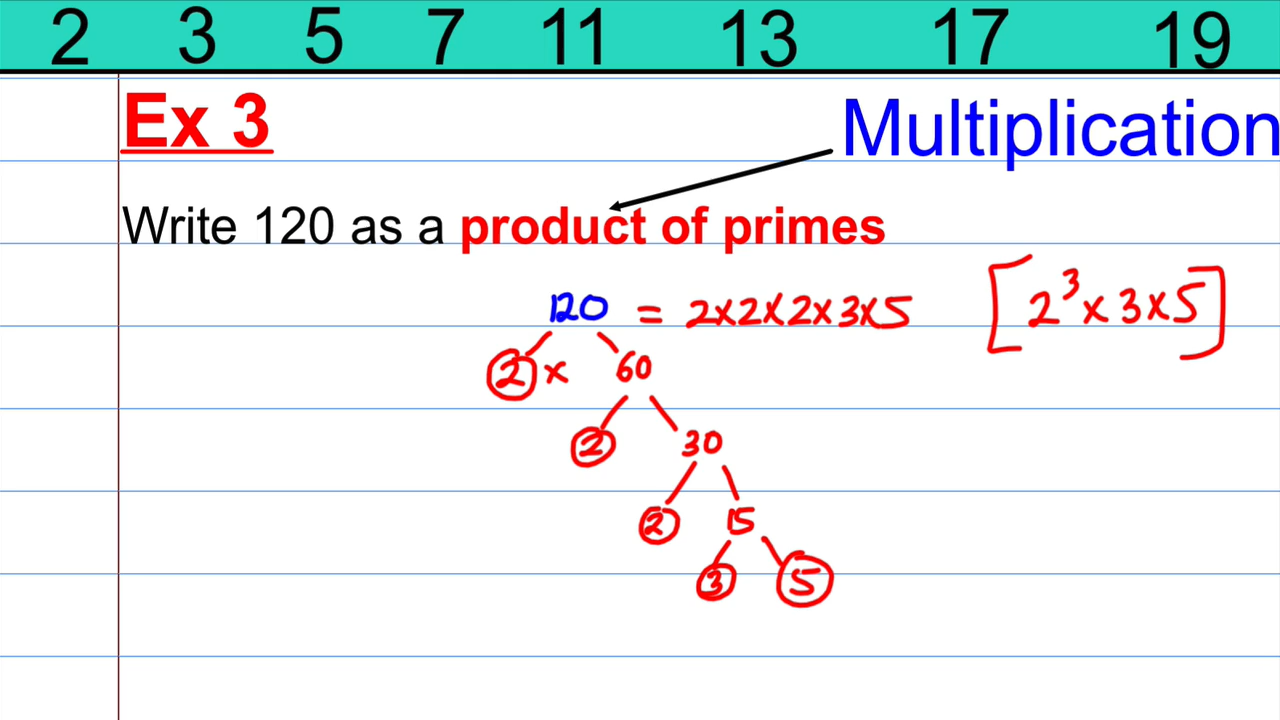 2 3 5 7 11 13 17 19
Ex 3
Multiplication
Write 120 as a product of primes
120 = 2x2x2x3x5 [2³x3x5]
2 x 60
2 30
2 15
3 5